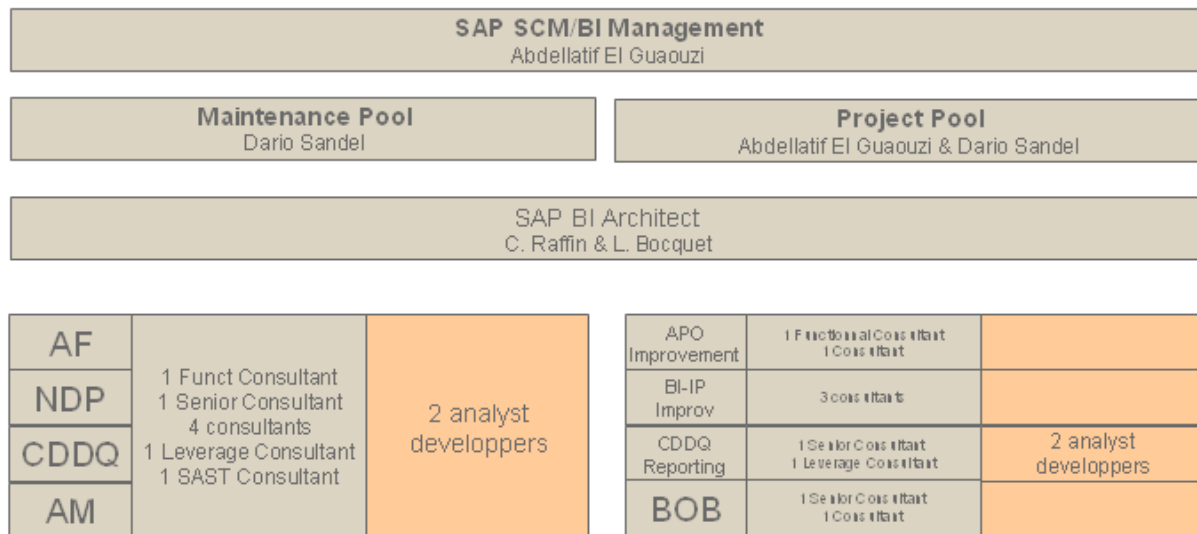 SAP SCM/BI Management
Abdellatif El Guaouzi
Maintenance Pool
Dario Sandel
Project Pool
Abdellatif El Guaouzi & Dario Sandel
SAP BI Architect
C. Raffin & L. Bocquet
AF
NDP
CDDQ
AM
1 Funct Consultant
1 Senior Consultant
4 consultants
1 Leverage Consultant
1 SAST Consultant
2 analyst
developpers
APO
Improvement
1 Functionnal Consultant
1 Consultant
BI-IP
Improv
3 consultants
CDDQ
Reporting
1 Senior Consultant
1 Leverage Consultant
2 analyst
developpers
BOB
1 Senior Consultant
1 Consultant